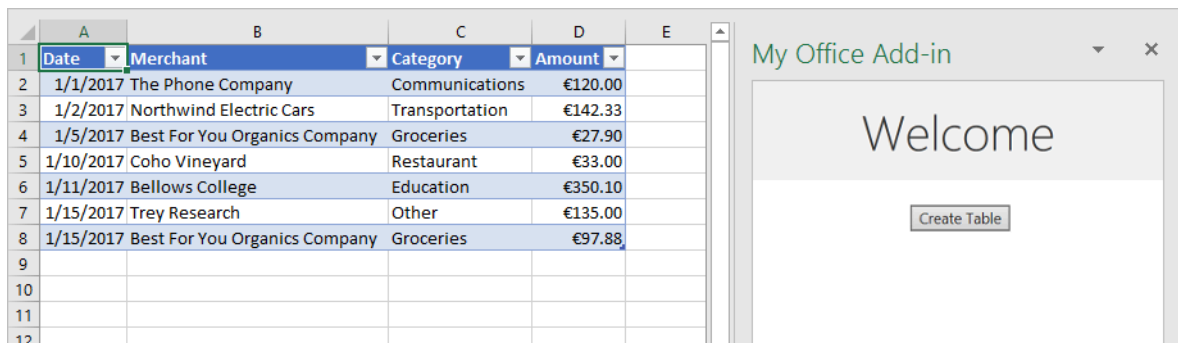 A B C D E
1 Date Merchant Category Amount
2 1/1/2017 The Phone Company Communications €120.00
3 1/2/2017 Northwind Electric Cars Transportation €142.33
4 1/5/2017 Best For You Organics Company Groceries €27.90
5 1/10/2017 Coho Vineyard Restaurant €33.00
6 1/11/2017 Bellows College Education €350.10
7 1/15/2017 Trey Research Other €135.00
8 1/15/2017 Best For You Organics Company Groceries €97.88
9
10
11
12
My Office Add-in
Welcome
Create Table